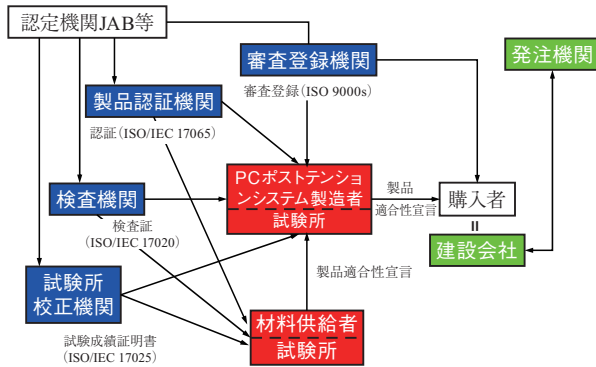 認定機関JAB等
審査登録機関
発注機関
審査登録(ISO 9000s)
製品認証機関
認証(ISO/IEC 17065)
PCポストテンショ
ンシステム製造者
試験所
製品
適合性宣言
購入者
検査機関
検査証
(ISO/IEC 17020)
=
建設会社
試験所
校正機関
製品適合性宣言
材料供給者
試験所
試験成績証明書
(ISO/IEC 17025)